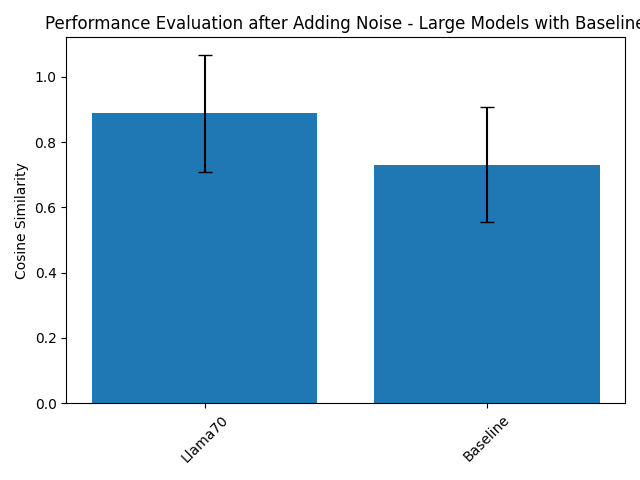 Performance Evaluation after Adding Noise - Large Models with Baseline
Cosine Similarity
1.0
0.8
0.6
0.4
0.2
0.0
Llama70
Baseline